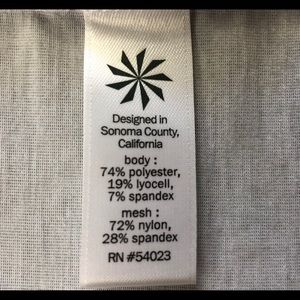 Designed in
Sonoma County,
California
body :
74% polyester,
19% lyocell,
7% spandex
mesh :
72% nylon,
28% spandex
RN #54023